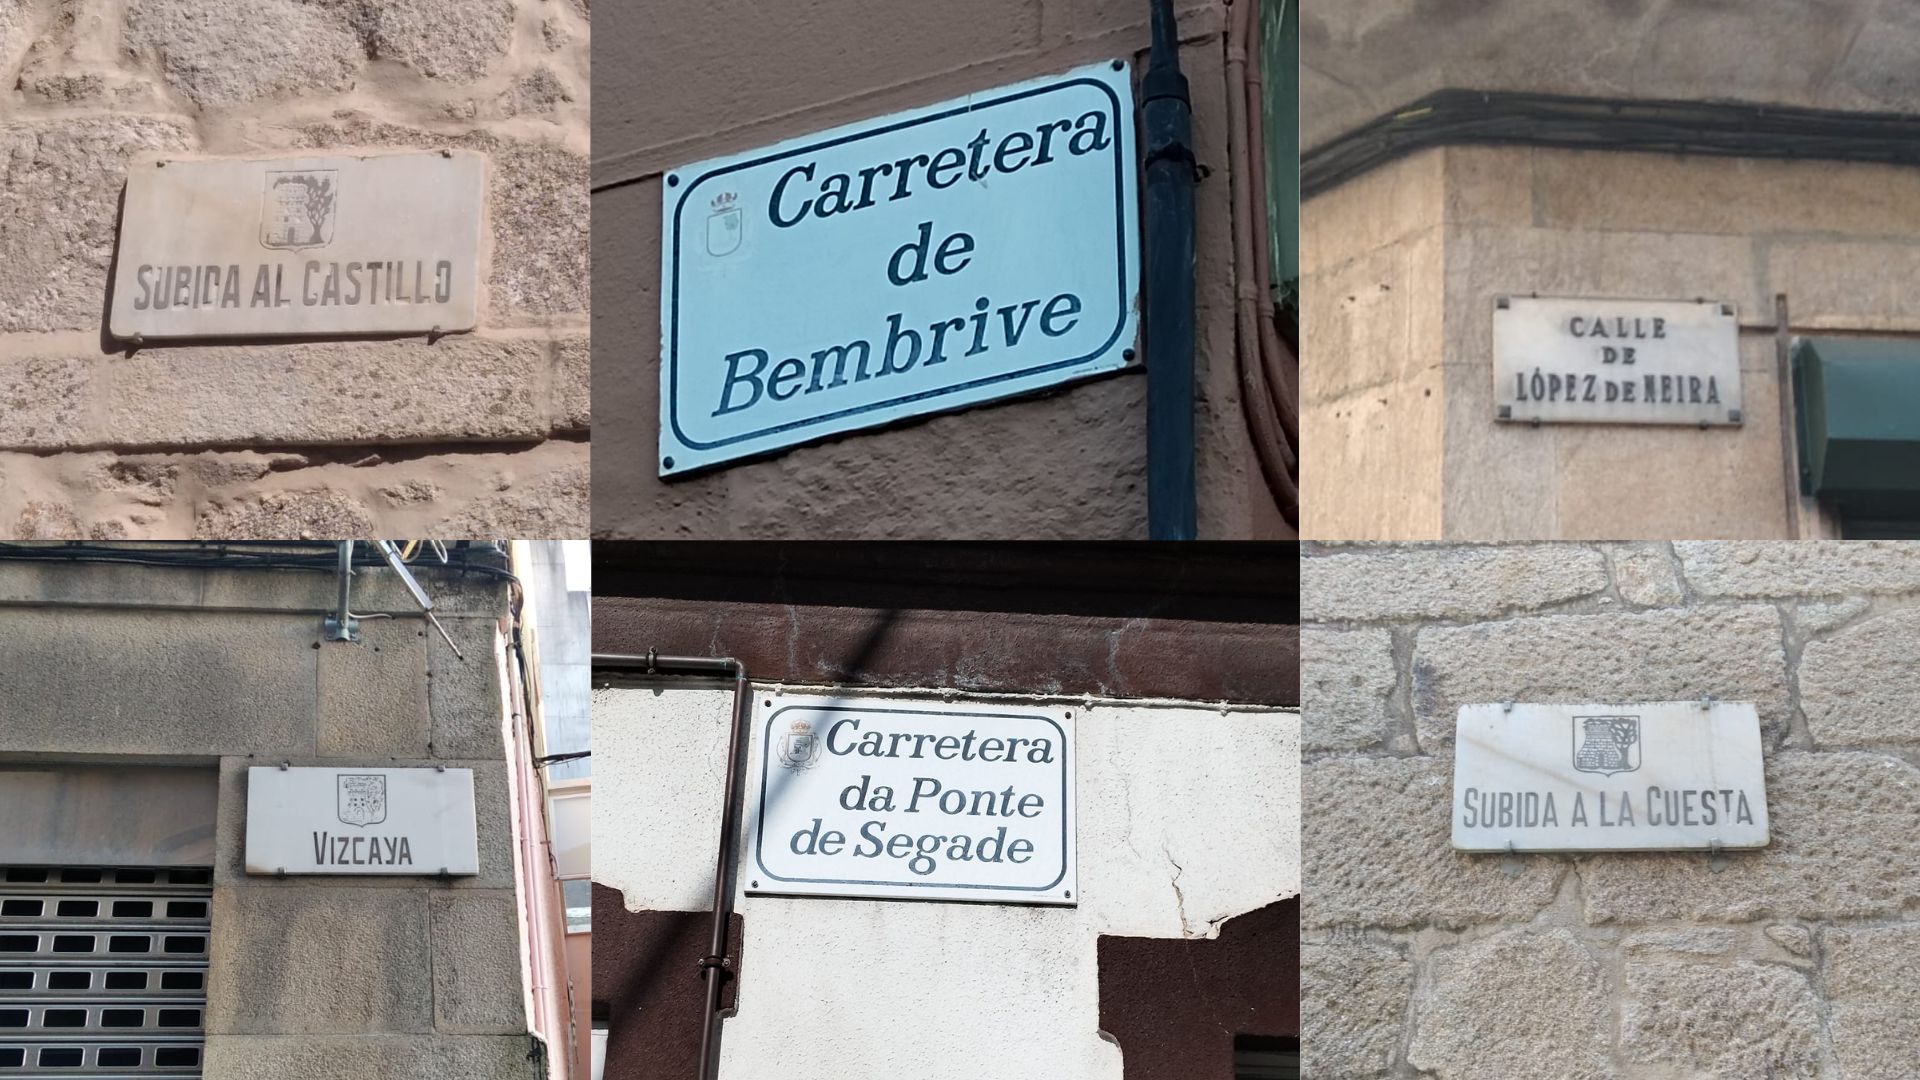 SUBIDA AL CASTILLO
Carretera
de
Bembrive
CALLE
DE
LÓPEZ DE NEIRA
VIZCAYA
Carretera
da Ponte
de Segade
SUBIDA A LA CUESTA